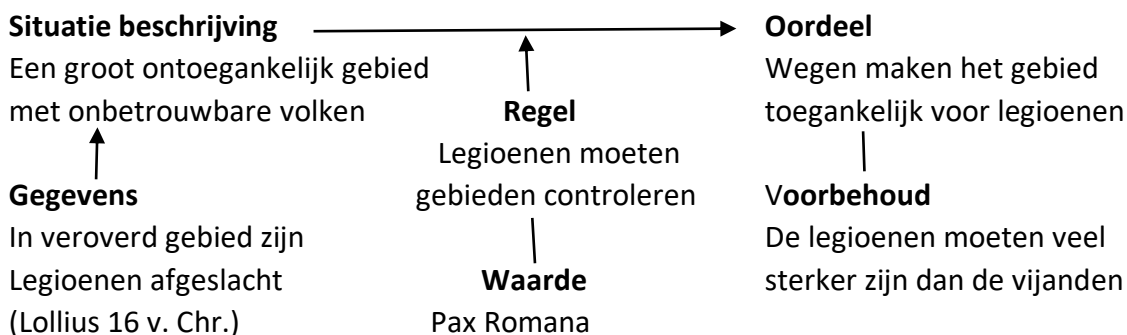 Situatie beschrijving
Een groot ontoegankelijk gebied
met onbetrouwbare volken
Gegevens
In veroverd gebied zijn
Legioenen afgeslacht
(Lollius 16 v. Chr.)
Regel
Legioenen moeten
gebieden controleren
Waarde
Pax Romana
Oordeel
Wegen maken het gebied
toegankelijk voor legioenen
Voorbehoud
De legioenen moeten veel
sterker zijn dan de vijanden